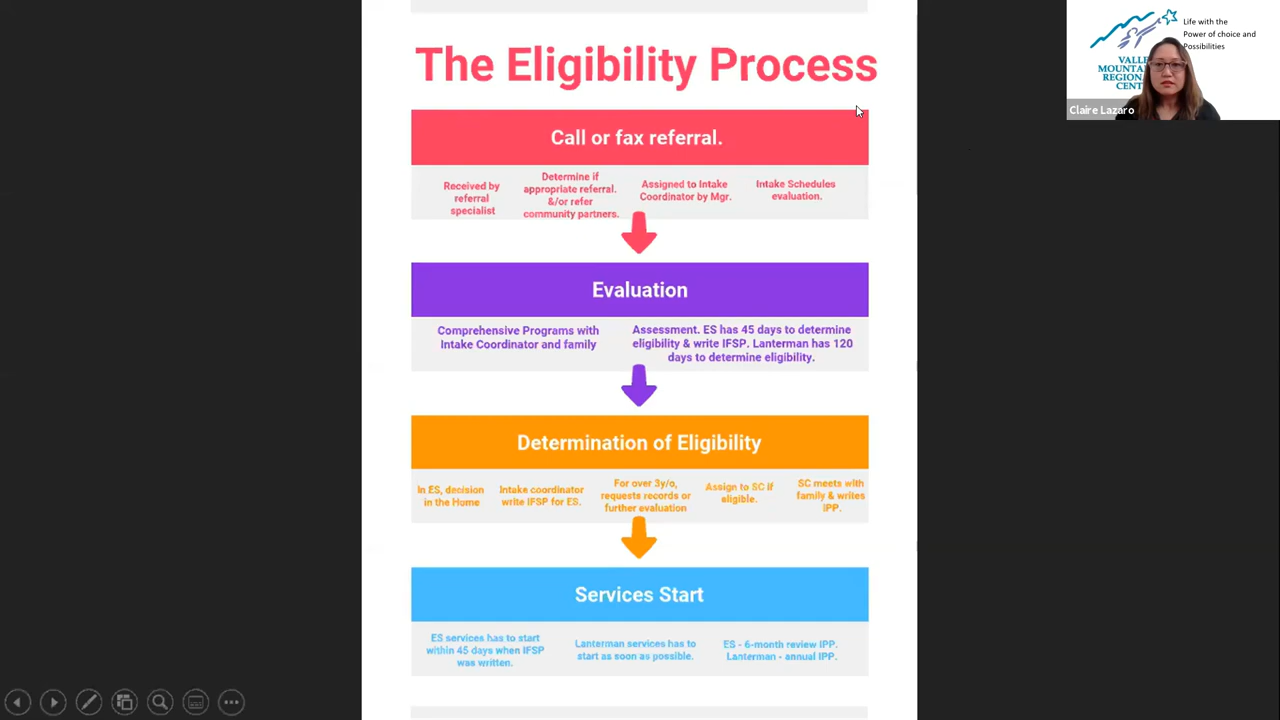 The Eligibility Process
Call or fax referral.
Received by
referral
specialist
Determine if
appropriate referral.
&/or refer
community partners.
Assigned to Intake
Coordinator by Mgr.
Intake Schedules
evaluation.
Evaluation
Comprehensive Programs with
Intake Coordinator and family
Assessment. ES has 45 days to determine
eligibility & write IFSP. Lanterman has 120
days to determine eligibility.
Determination of Eligibility
In ES, decision
in the Home
Intake coordinator
write IFSP for ES.
For over 3y/o,
requests records or
further evaluation
Assign to SC if
eligible.
SC meets with
family & writes
IPP.
Services Start
ES services has to start
within 45 days when IFSP
was written.
Lanterman services has to
start as soon as possible.
ES - 6-month review IPP.
Lanterman - annual IPP.
Life with the
Power of choice and
Possibilities
MOUNTA
REGION
CENT
Claire Lazaro